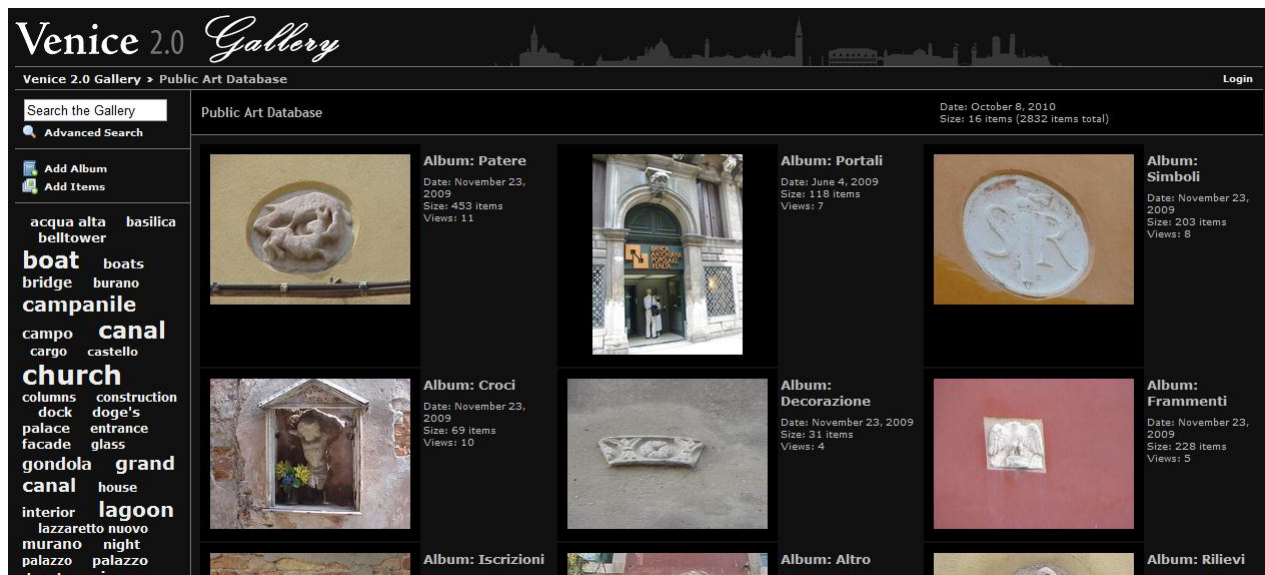 Venice 2.0 Gallery
Venice 2.0 Gallery » Public Art Database
Login
Search the Gallery
Advanced Search
Add Album
Add Items
acqua alta basilica
belltower
boat boats
bridge burano
campanile
campo canal
cargo castello
church
columns construction
dock doge's
palace entrance
facade glass
gondola grand
canal house
interior lagoon
lazzaretto nuovo
murano night
palazzo palazzo
Public Art Database
Date: October 8, 2010
Size: 16 items (2832 items total)
Album: Patere
Date: November 23,
2009
Size: 453 items
Views: 11
BANCA
ANTONIANA
POPOLARE
VENETA
Album: Portali
Date: June 4, 2009
Size: 118 items
Views: 7
SR
Album:
Simboli
Date: November 23,
2009
Size: 203 items
Views: 8
Album: Croci
Date: November 23,
2009
Size: 69 items
Views: 10
Album:
Decorazione
Date: November 23, 2009
Size: 31 items
Views: 4
Album:
Frammenti
Date: November 23,
2009
Size: 228 items
Views: 5
Album: Iscrizioni
Album: Altro
Album: Rilievi